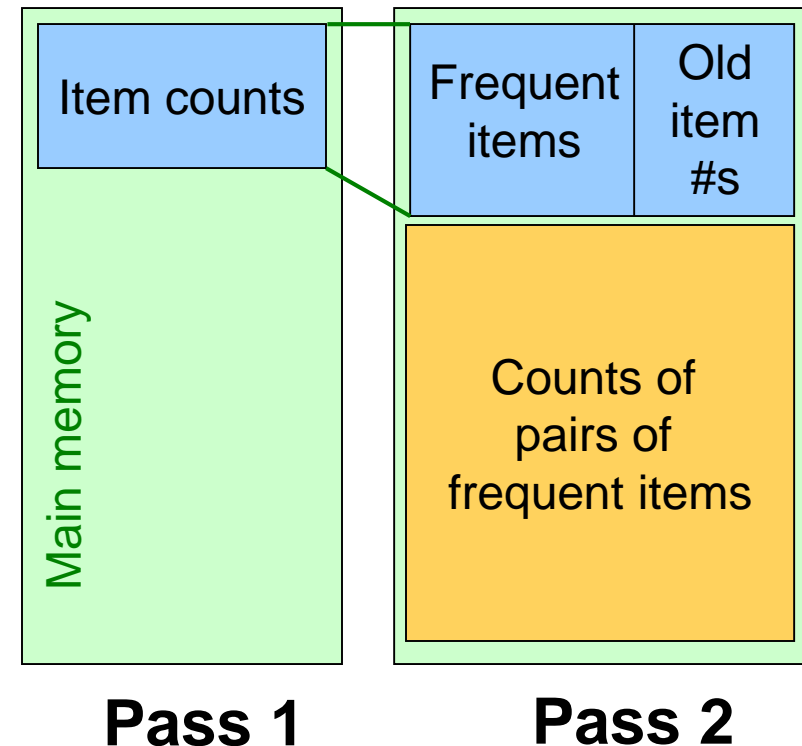 Item counts
Main memory
Frequent
items
Old
item
#s
Counts of
pairs of
frequent items
Pass 1
Pass 2